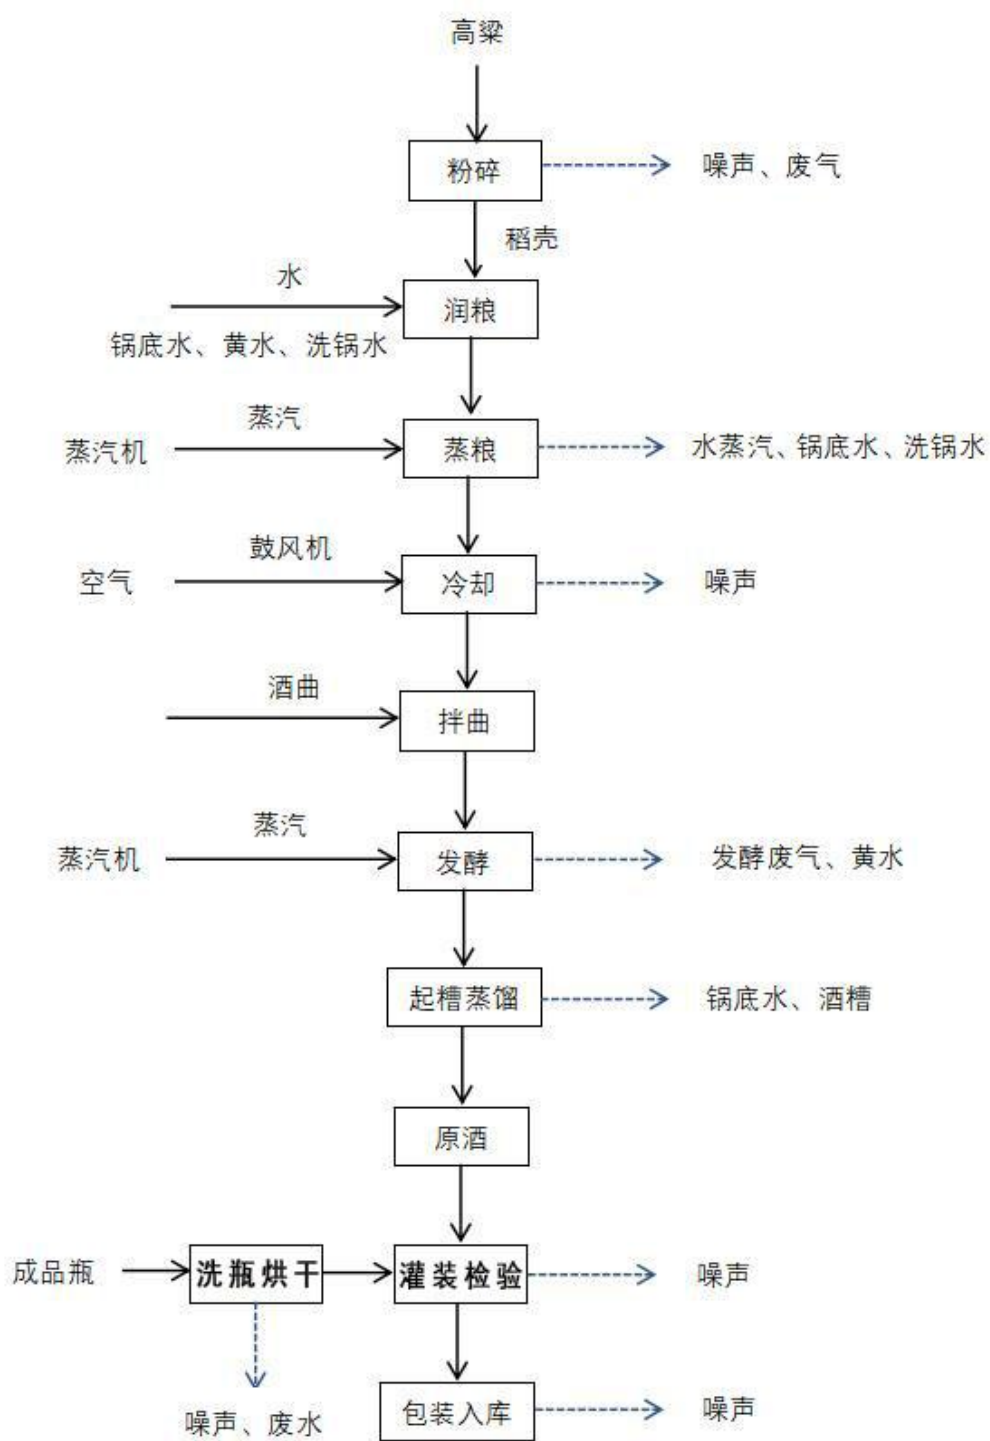 高粱
粉碎
噪声、废气
稻壳
水
润粮
锅底水、黄水、洗锅水
蒸汽
蒸汽机
蒸粮
水蒸汽、锅底水、洗锅水
鼓风机
空气
冷却
噪声
酒曲
拌曲
蒸汽
蒸汽机
发酵
发酵废气、黄水
起槽蒸馏
锅底水、酒槽
原酒
成品瓶
洗瓶烘干
灌装检验
噪声
噪声、废水
包装入库
噪声